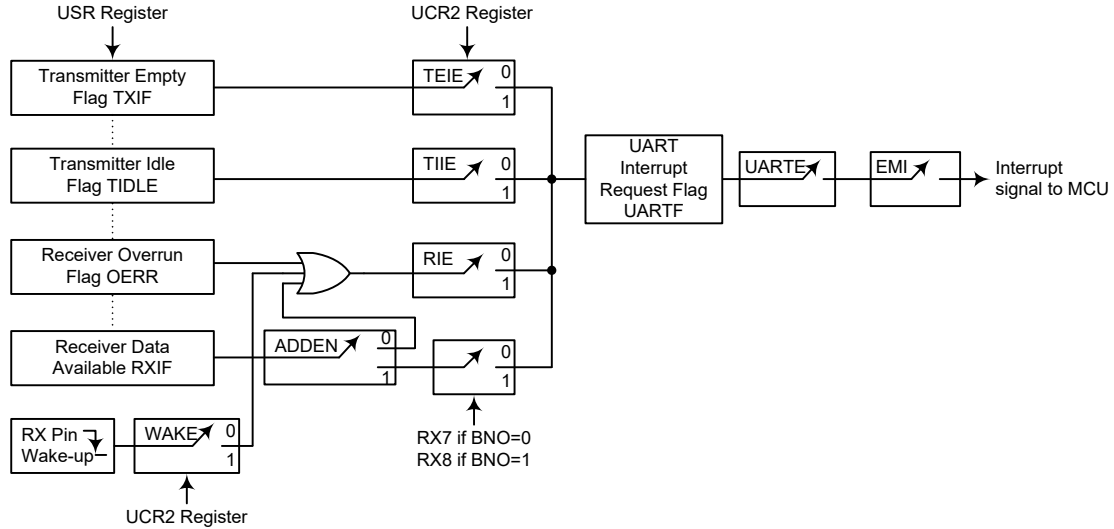 USR Register
UCR2 Register
Transmitter Empty
Flag TXIF
TEIE
0
1
Transmitter Idle
Flag TIDLE
TIIE
0
1
UART
Interrupt
Request Flag
UARTF
UARTE
EMI
Interrupt
signal to MCU
Receiver Overrun
Flag OERR
RIE
0
1
Receiver Data
Available RXIF
ADDEN
0
1
0
1
RX Pin
Wake-up
WAKE
0
1
RX7 if BNO=0
RX8 if BNO=1
UCR2 Register